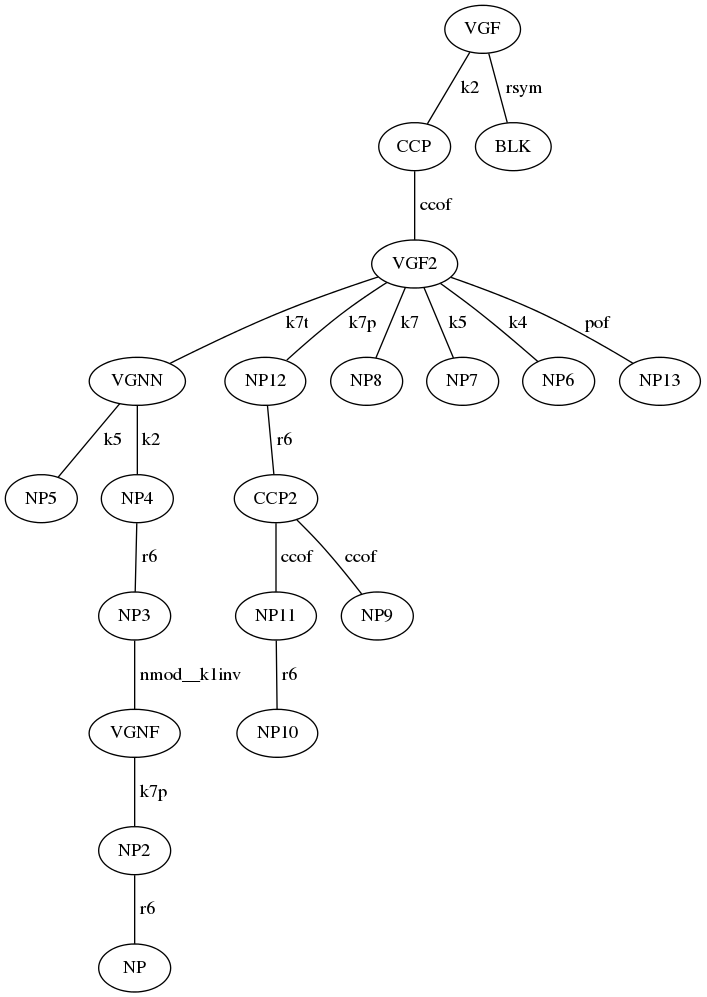 VGF
k2 rsym
CCP BLK
ccof
VGF2
k7t k7p k7 k5 k4 pof
VGNN NP12 NP8 NP7 NP6 NP13
k5 k2 r6
NP5 NP4 CCP2
r6 ccof ccof
NP3 NP11 NP9
nmod__k1inv r6
VGNF NP10
k7p
NP2
r6
NP